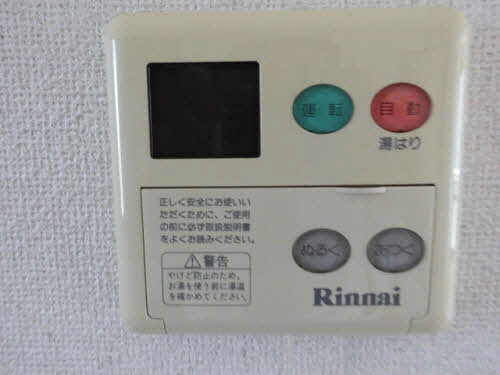 運転
自動
湯はり
正しく安全にお使いい
ただくために、ご使用
の前に必ず取扱説明書
をよくお読みください。
⚠警告
やけど防止のため、
お湯を使う前に湯温
を確かめてください。
ぬるく
あつく
Rinnai